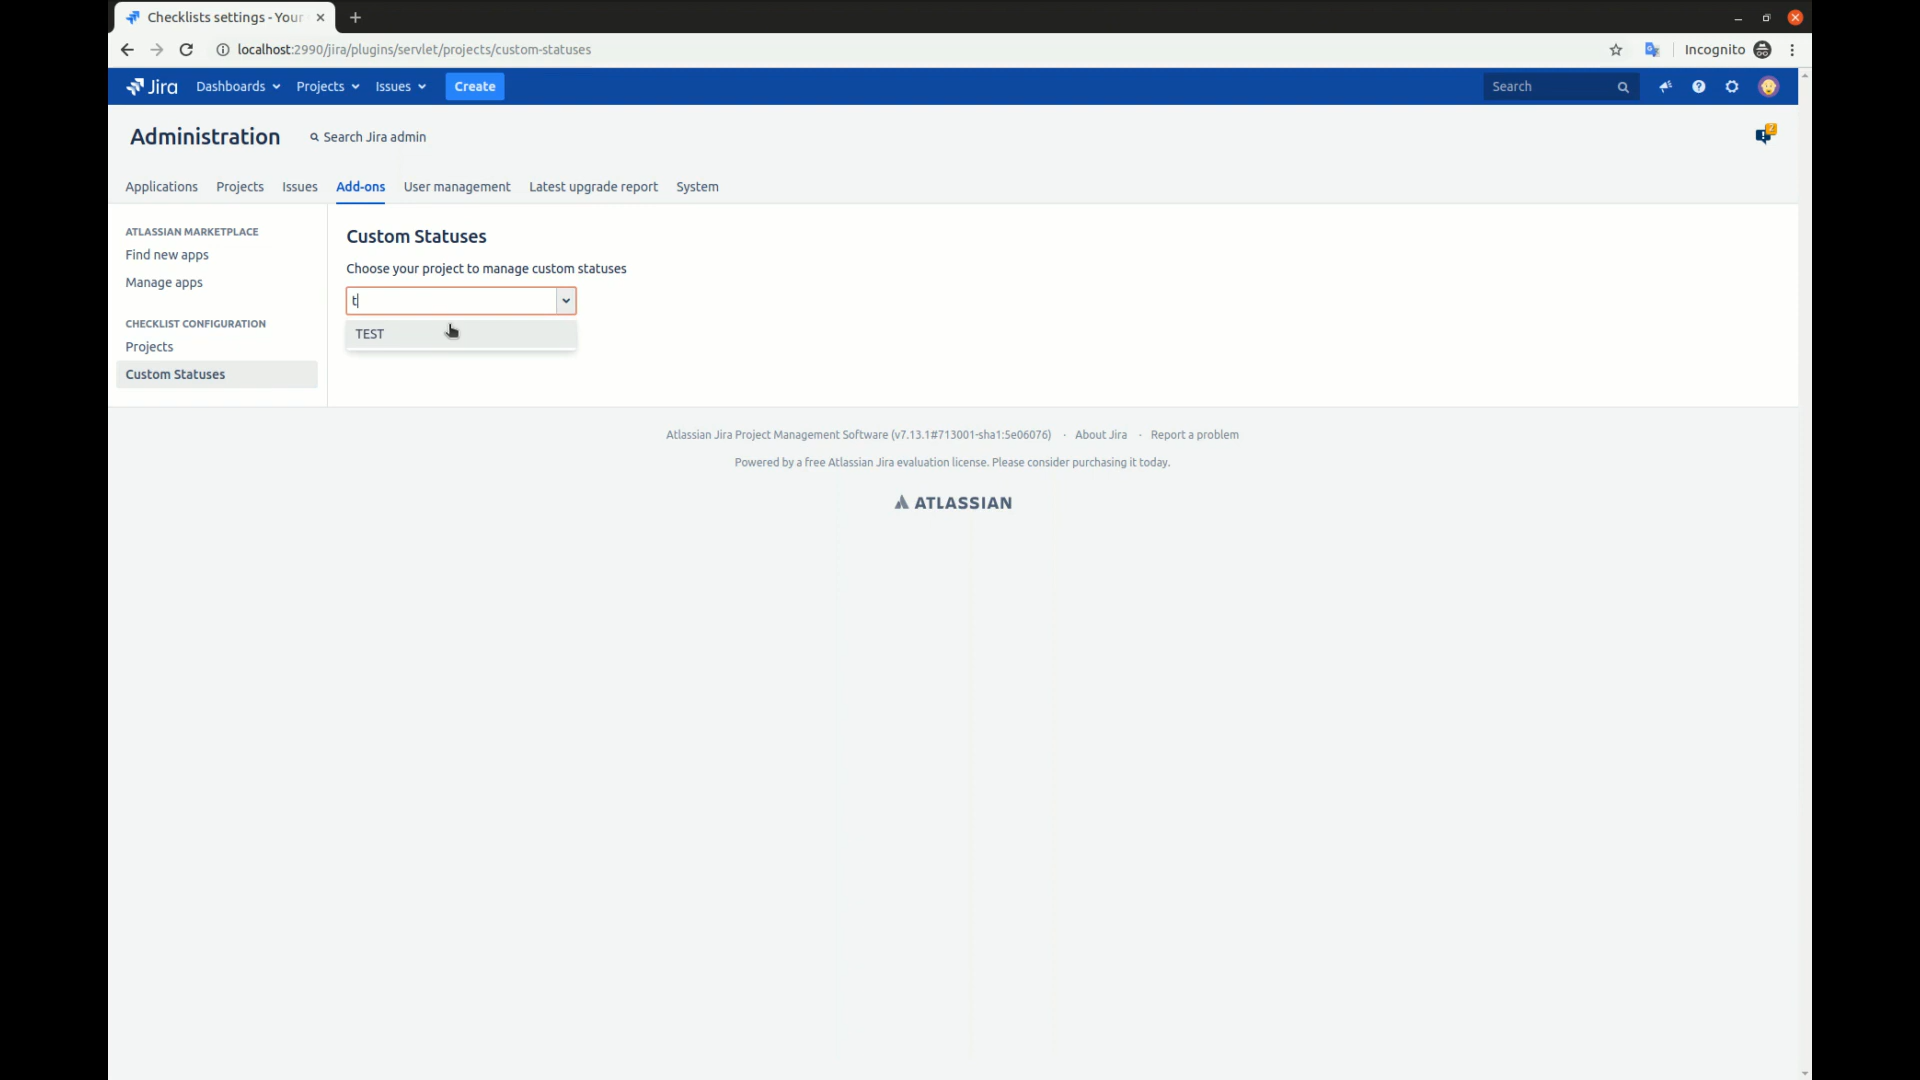 Checklists settings - Your
localhost:2990/jira/plugins/servlet/projects/custom-statuses
Incognito
Jira Dashboards Projects Issues Create Search
Administration Search Jira admin
Applications Projects Issues Add-ons User management Latest upgrade report System
ATLASSIAN MARKETPLACE
Find new apps
Manage apps
CHECKLIST CONFIGURATION
Projects
Custom Statuses
Custom Statuses
Choose your project to manage custom statuses
t
TEST
Atlassian Jira Project Management Software (v7.13.1#713001-sha1:5e06076) · About Jira · Report a problem
Powered by a free Atlassian Jira evaluation license. Please consider purchasing it today.
ATLASSIAN